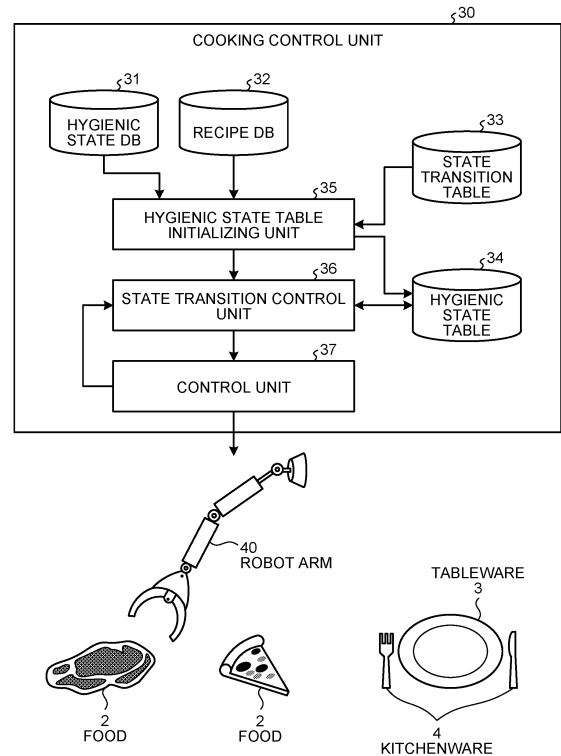 30
COOKING CONTROL UNIT
31
HYGIENIC
STATE DB
32
RECIPE DB
33
STATE
TRANSITION
TABLE
35
HYGIENIC STATE TABLE
INITIALIZING UNIT
36
STATE TRANSITION CONTROL
UNIT
34
HYGIENIC
STATE
TABLE
37
CONTROL UNIT
40
ROBOT ARM
TABLEWARE
3
2
FOOD
2
FOOD
4
KITCHENWARE